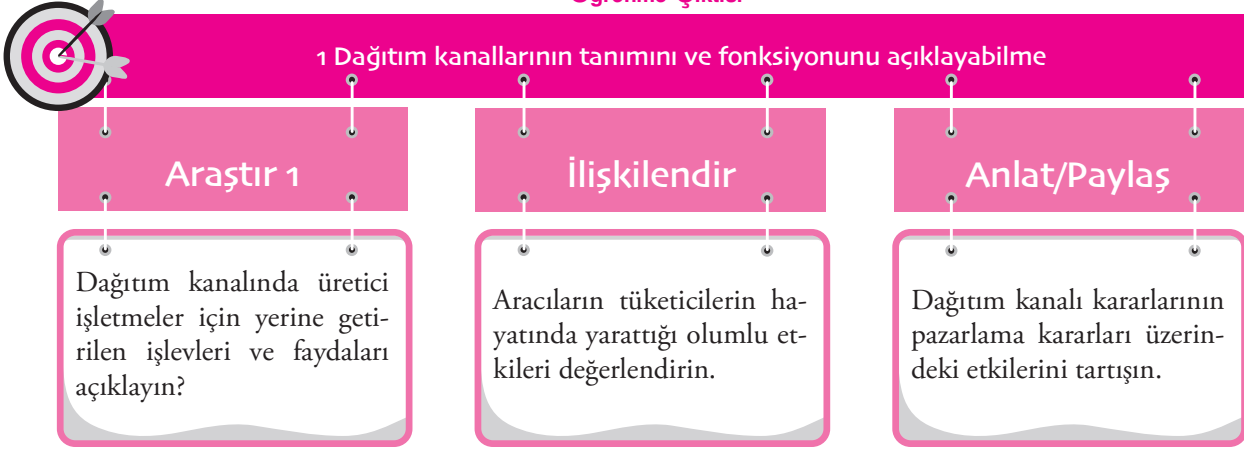 1 Dağıtım kanallarının tanımını ve fonksiyonunu açıklayabilme
Araştır 1
Dağıtım kanalında üretici
işletmeler için yerine geti-
rilen işlevleri ve faydaları
açıklayın?
İlişkilendir
Aracıların tüketicilerin ha-
yatında yarattığı olumlu et-
kileri değerlendirin.
Anlat/Paylaş
Dağıtım kanalı kararlarının
pazarlama kararları üzerin-
deki etkilerini tartışın.